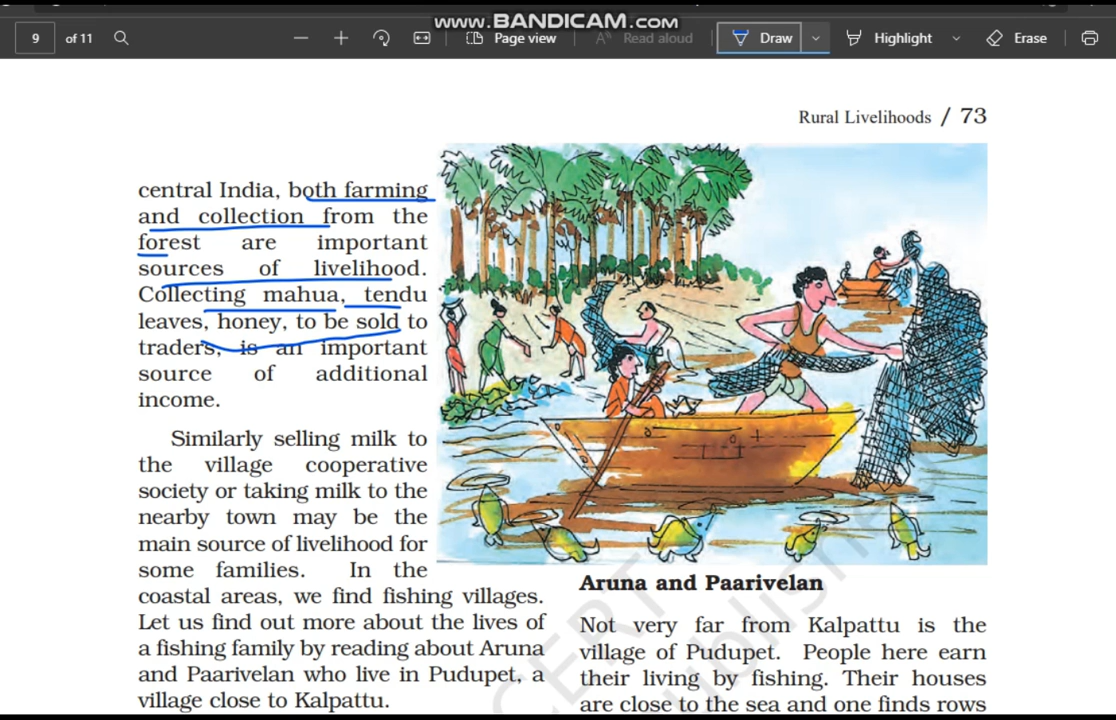 www.BANDICAM.com
9 of 11
Page view
Read aloud
Draw
Highlight
Erase
Rural Livelihoods / 73
central India, both farming
and collection from the
forest are important
sources of livelihood.
Collecting mahua, tendu
leaves, honey, to be sold to
traders, is an important
source of additional
income.
Similarly selling milk to
the village cooperative
society or taking milk to the
nearby town may be the
main source of livelihood for
some families. In the
coastal areas, we find fishing villages.
Let us find out more about the lives of
a fishing family by reading about Aruna
and Paarivelan who live in Pudupet, a
village close to Kalpattu.
Aruna and Paarivelan
Not very far from Kalpattu is the
village of Pudupet. People here earn
their living by fishing. Their houses
are close to the sea and one finds rows